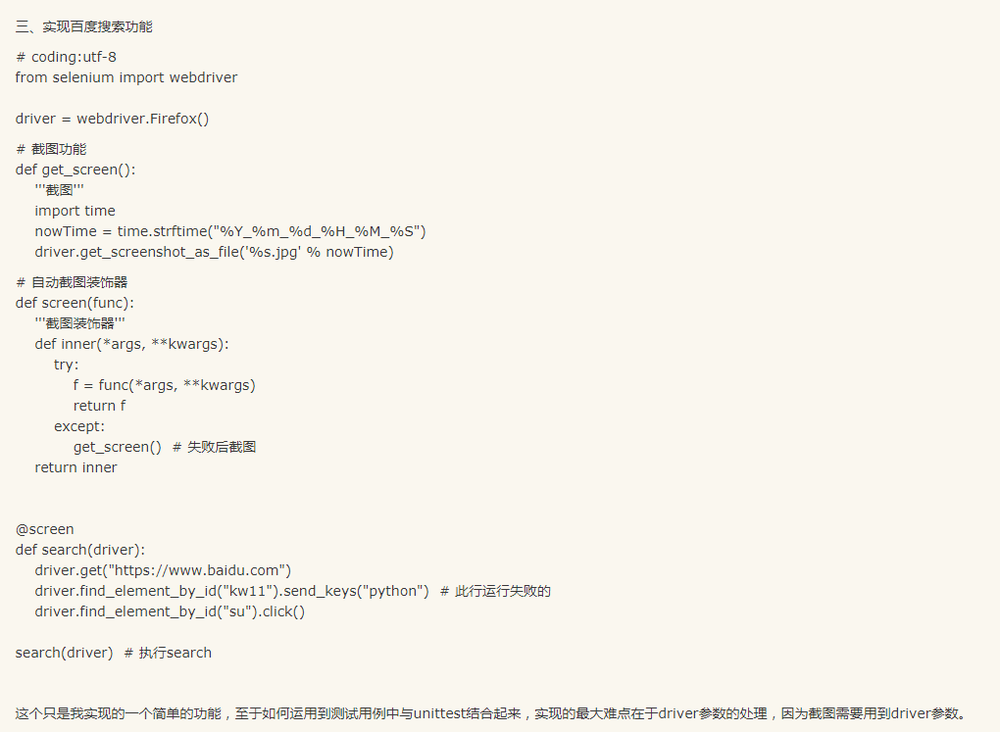 三、实现百度搜索功能
# coding:utf-8
from selenium import webdriver
driver = webdriver.Firefox()
# 截图功能
def get_screen():
'''截图'''
import time
nowTime = time.strftime("%Y_%m_%d_%H_%M_%S")
driver.get_screenshot_as_file('%s.jpg' % nowTime)
# 自动截图装饰器
def screen(func):
'''截图装饰器'''
def inner(*args, **kwargs):
try:
f = func(*args, **kwargs)
return f
except:
get_screen()  # 失败后截图
return inner
@screen
def search(driver):
driver.get("https://www.baidu.com")
driver.find_element_by_id("kw11").send_keys("python")  # 此行运行失败的
driver.find_element_by_id("su").click()
search(driver)  # 执行search
这个只是我实现的一个简单的功能，至于如何运用到测试用例中与unittest结合起来，实现的最大难点在于driver参数的处理，因为截图需要用到driver参数。